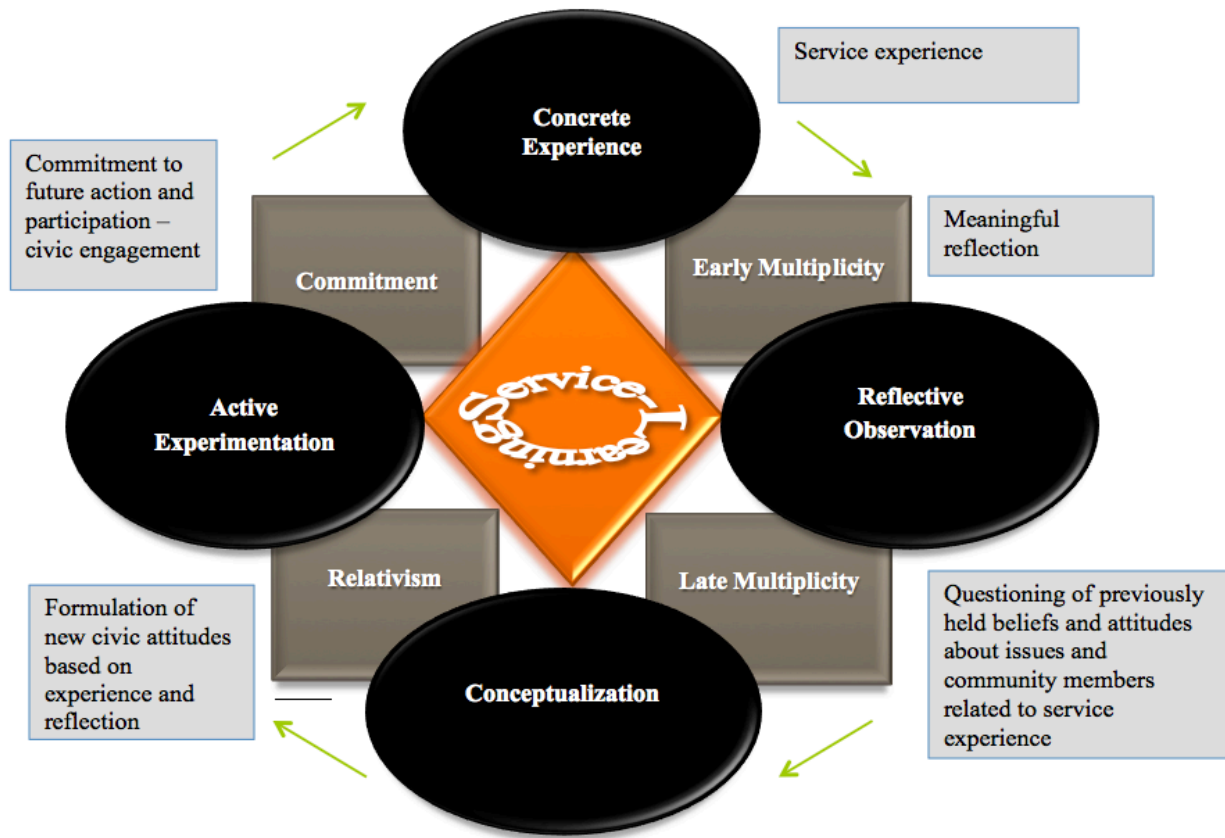 Service experience
Concrete
Experience
Commitment to
future action and
participation –
civic engagement
Meaningful
reflection
Commitment
Early Multiplicity
Service-Learning
Active
Experimentation
Reflective
Observation
Relativism
Late Multiplicity
Formulation of
new civic attitudes
based on
experience and
reflection
Questioning of previously
held beliefs and attitudes
about issues and
community members
related to service
experience
Conceptualization